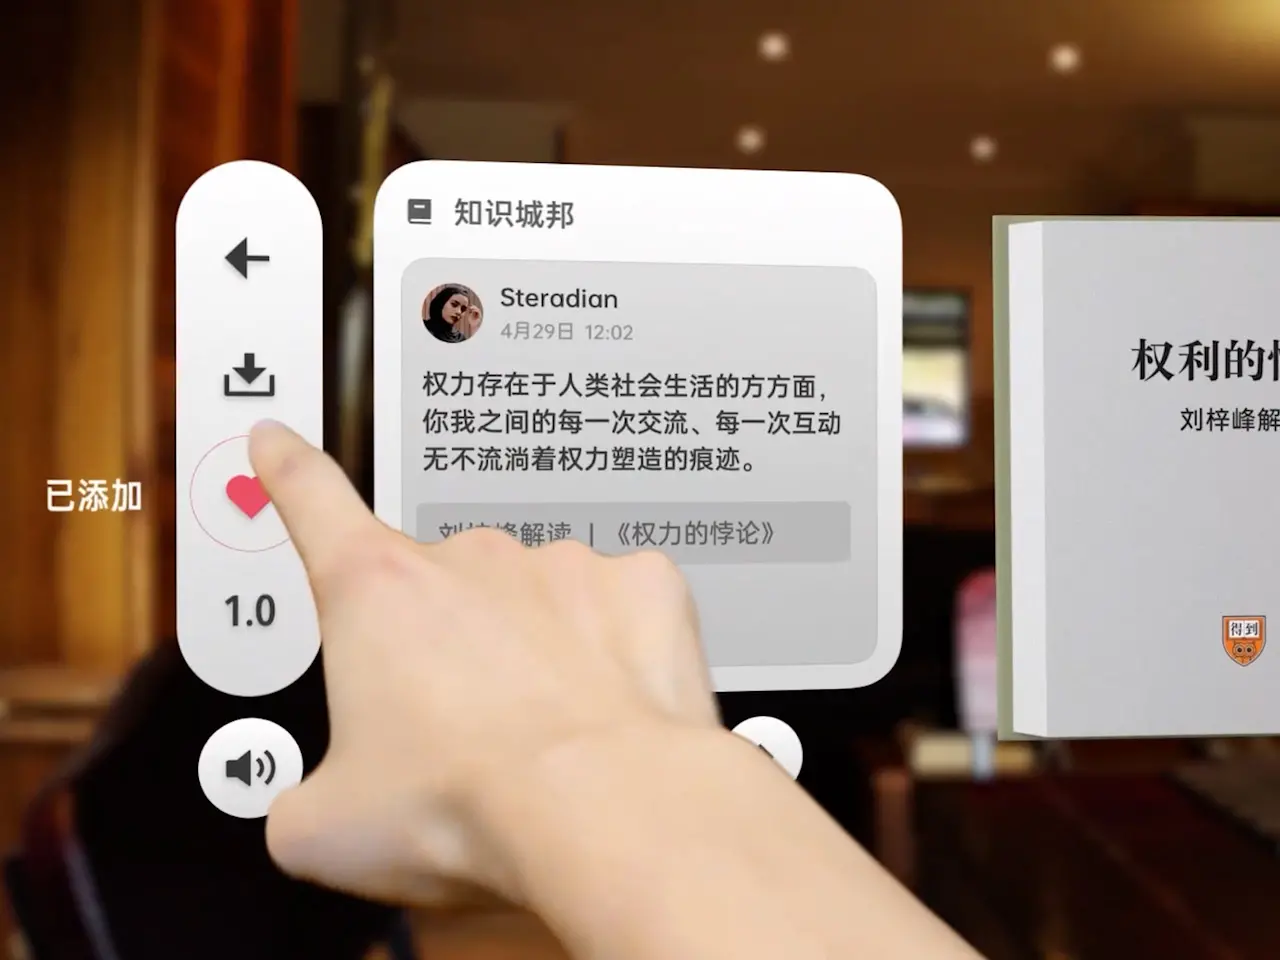 知识城邦
Steradian
4月29日 12:02
权力存在于人类社会生活的方方面，
你我之间的每一次交流、每一次互动
无不流淌着权力塑造的痕迹。
刘梓峰解读 | 《权力的悖论》
已添加
1.0
权利的
刘梓峰解
得到